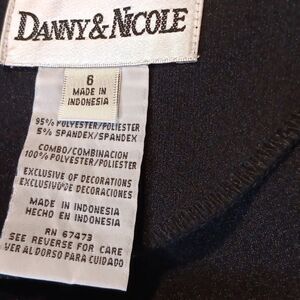 DANNY & NICOLE
6
MADE IN
INDONESIA
95% POLYESTER/POLIESTER
5% SPANDEX/SPANDEX
COMBO/COMBINACION
100% POLYESTER/POLIESTER
EXCLUSIVE OF DECORATIONS
EXCLUSIVO DE DECORACIONES
MADE IN INDONESIA
HECHO EN INDONESIA
RN 67473
SEE REVERSE FOR CARE
VER AL DORSO PARA CUIDADO